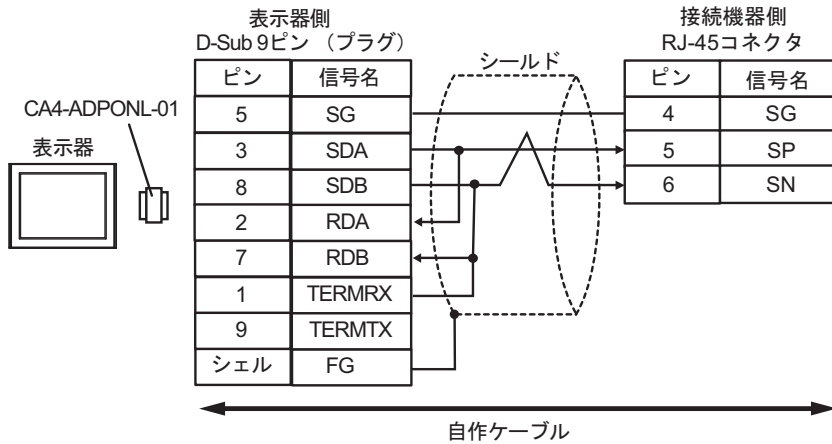 表示器側
D-Sub 9ピン （プラグ）
接続機器側
RJ-45コネクタ
シールド
CA4-ADPONL-01
表示器
ピン 信号名
5 SG
3 SDA
8 SDB
2 RDA
7 RDB
1 TERMRX
9 TERMTX
シェル FG
ピン 信号名
4 SG
5 SP
6 SN
自作ケーブル